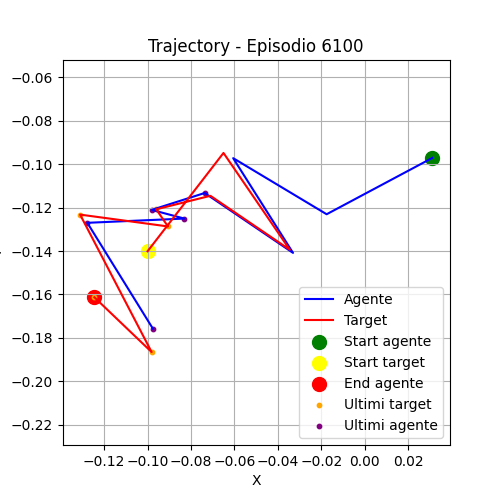 Trajectory - Episodio 6100
−0.06
−0.08
−0.10
−0.12
−0.14
−0.16
−0.18
−0.20
−0.22
Agente
Target
Start agente
Start target
End agente
Ultimi target
Ultimi agente
−0.12 −0.10 −0.08 −0.06 −0.04 −0.02 0.00 0.02
X